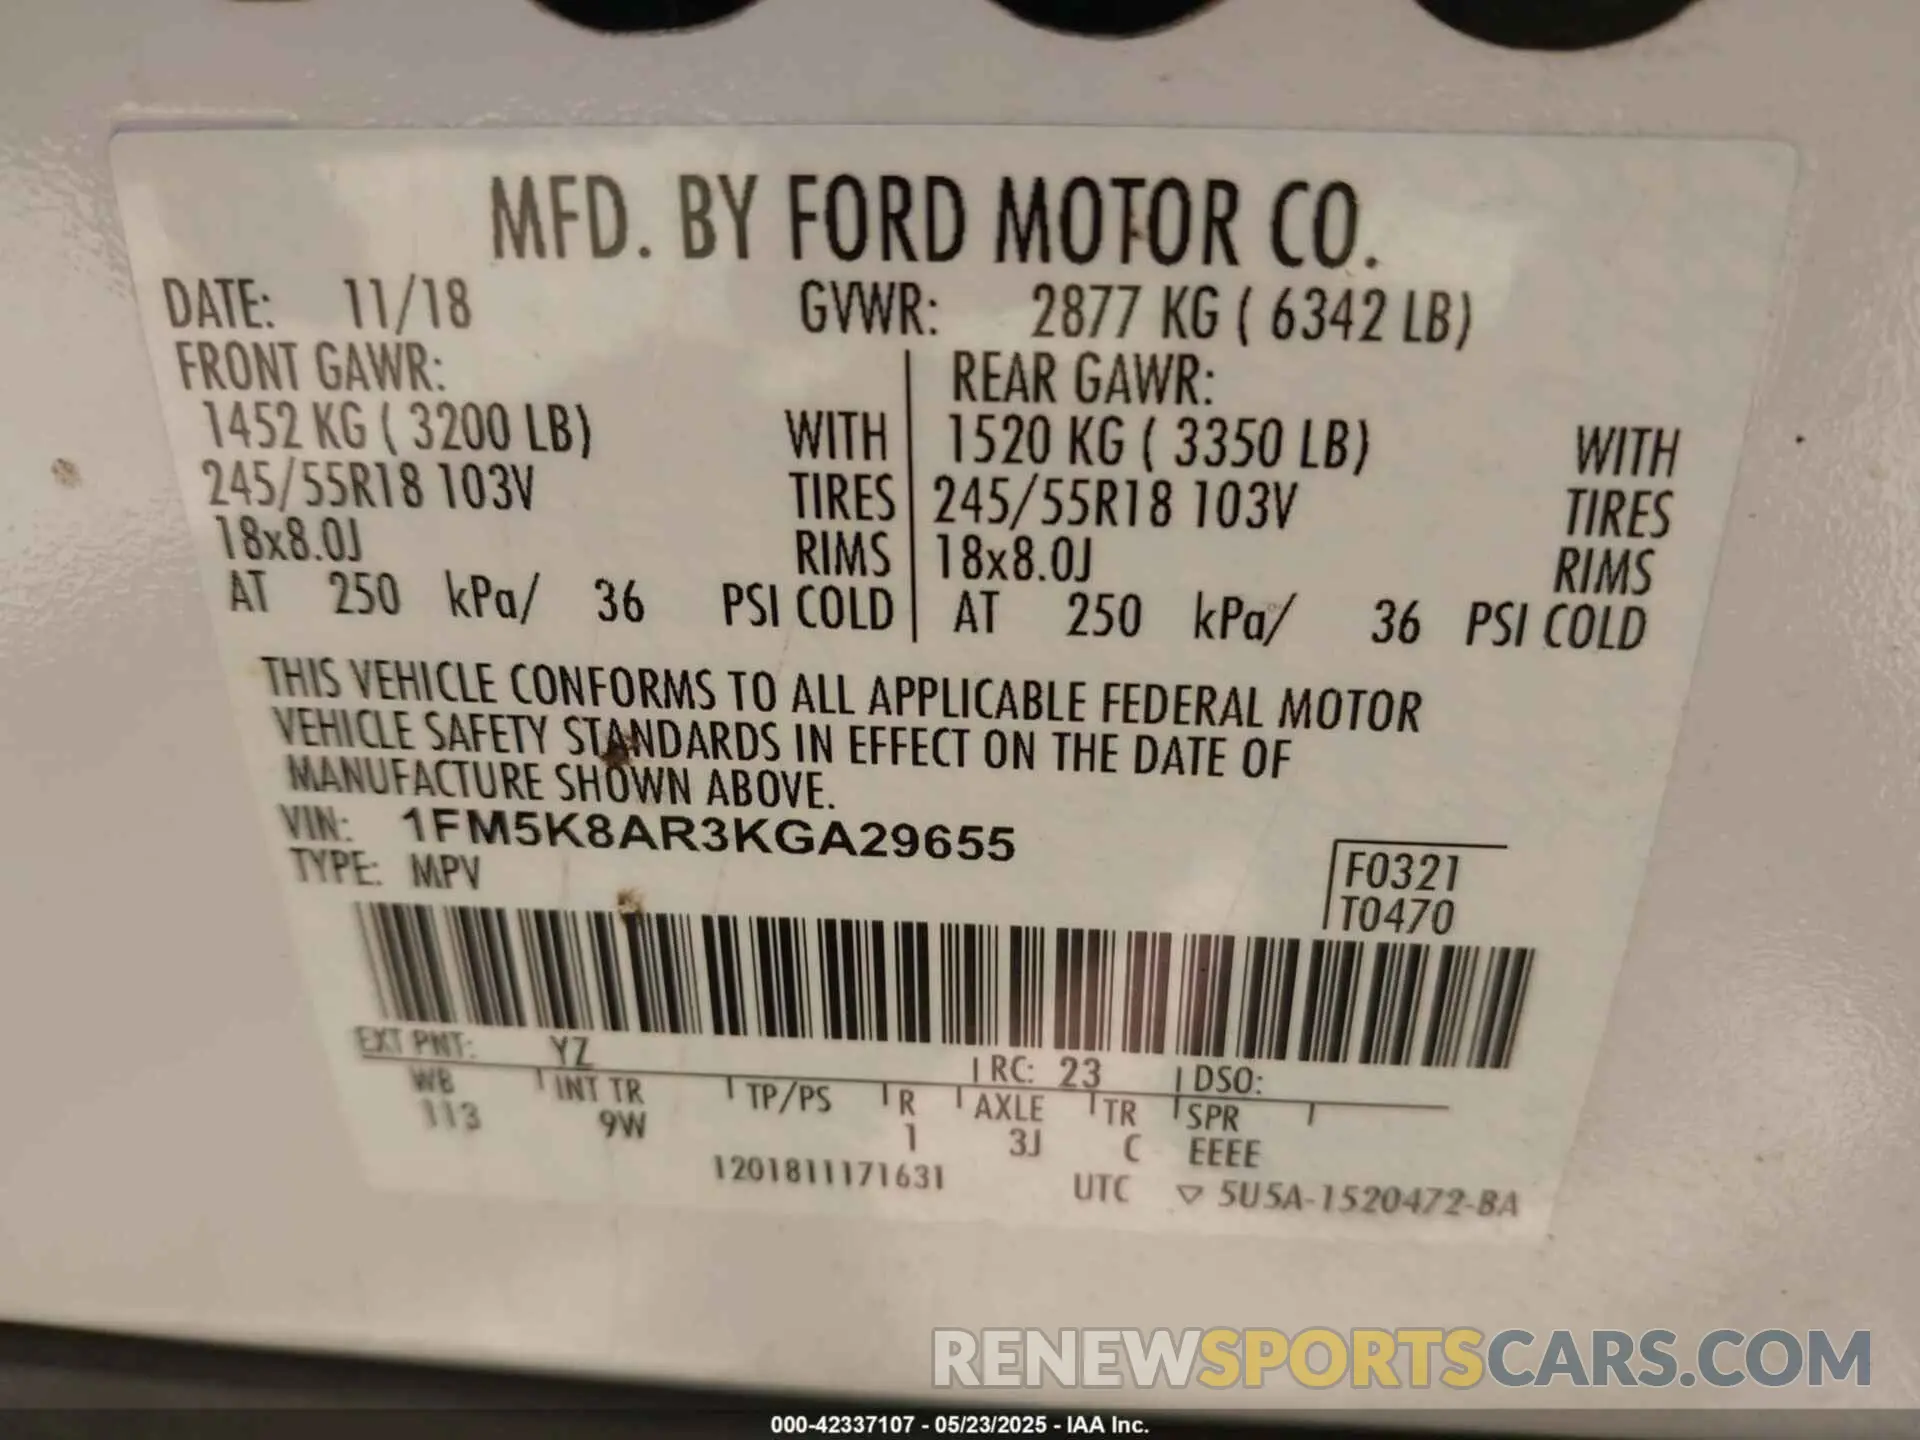 MFD. BY FORD MOTOR CO.
DATE: 11/18 GVWR: 2877 KG ( 6342 LB)
FRONT GAWR: REAR GAWR:
1452 KG ( 3200 LB) WITH 1520 KG ( 3350 LB) WITH
245/55R18 103V TIRES 245/55R18 103V TIRES
18x8.0J RIMS 18x8.0J RIMS
AT 250 kPa/ 36 PSI COLD AT 250 kPa/ 36 PSI COLD
THIS VEHICLE CONFORMS TO ALL APPLICABLE FEDERAL MOTOR
VEHICLE SAFETY STANDARDS IN EFFECT ON THE DATE OF
MANUFACTURE SHOWN ABOVE.
VIN: 1FM5K8AR3KGA29655
TYPE: MPV
F0321
T0470
EXT PNT: YZ RC: 23 DSO:
WB INT TR TP/PS R AXLE TR SPR
113 9W 1 3J C EEEE
1201811171631 UTC ▽ 5U5A-1520472-BA
RENEWSPORTSCARS.COM
000-42337107 - 05/23/2025 - IAA Inc.